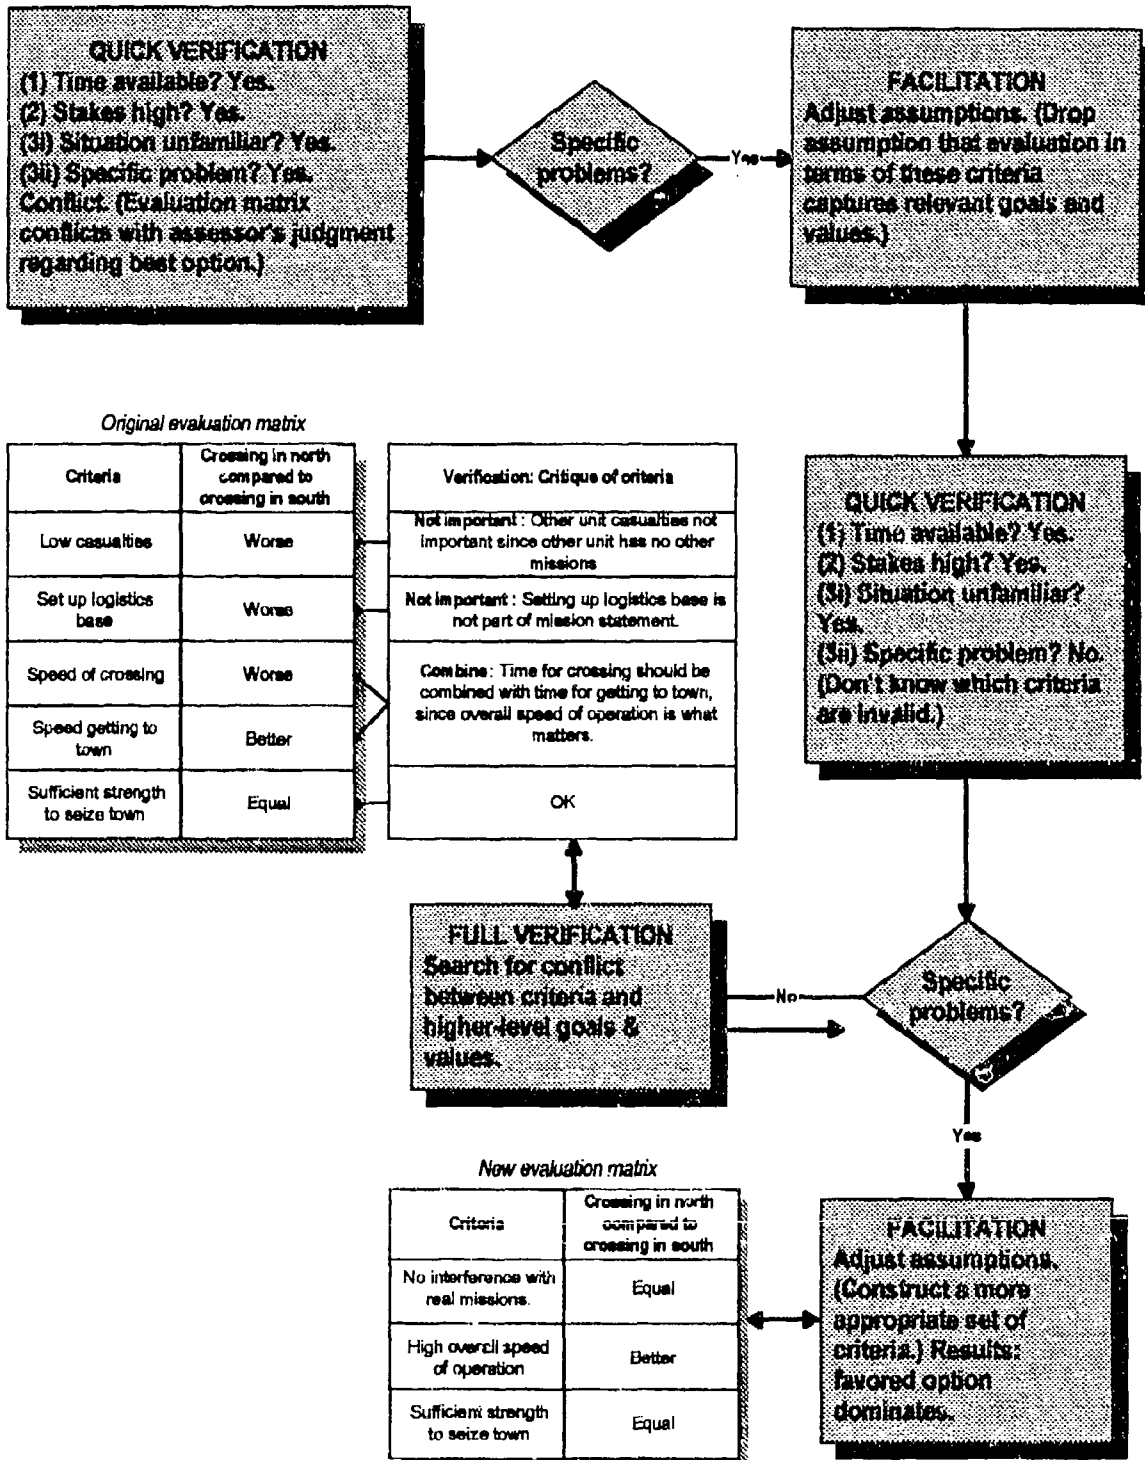 QUICK VERIFICATION
(1) Time available? Yes.
(2) Stakes high? Yes.
(3i) Situation unfamiliar? Yes.
(3ii) Specific problem? Yes.
Conflict. (Evaluation matrix
conflicts with assessor's judgment
regarding best option.)
Specific
problems?
Yes
FACILITATION
Adjust assumptions. (Drop
assumption that evaluation in
terms of these criteria
captures relevant goals and
values.)
Original evaluation matrix
Criteria
Crossing in north
compared to
crossing in south
Low casualties
Worse
Set up logistics
base
Worse
Speed of crossing
Worse
Speed getting to
town
Better
Sufficient strength
to seize town
Equal
Verification: Critique of criteria
Not important : Other unit casualties not
important since other unit has no other
missions
Not important : Setting up logistics base is
not part of mission statement.
Combine: Time for crossing should be
combined with time for getting to town,
since overall speed of operation is what
matters.
OK
QUICK VERIFICATION
(1) Time available? Yes.
(2) Stakes high? Yes.
(3i) Situation unfamiliar?
Yes.
(3ii) Specific problem? No.
(Don't know which criteria
are invalid.)
FULL VERIFICATION
Search for conflict
between criteria and
higher-level goals &
values.
No
Specific
problems?
Yes
New evaluation matrix
Criteria
Crossing in north
compared to
crossing in south
No interference with
real missions.
Equal
High overall speed
of operation
Better
Sufficient strength
to seize town
Equal
FACILITATION
Adjust assumptions.
(Construct a more
appropriate set of
criteria.) Results:
favored option
dominates.